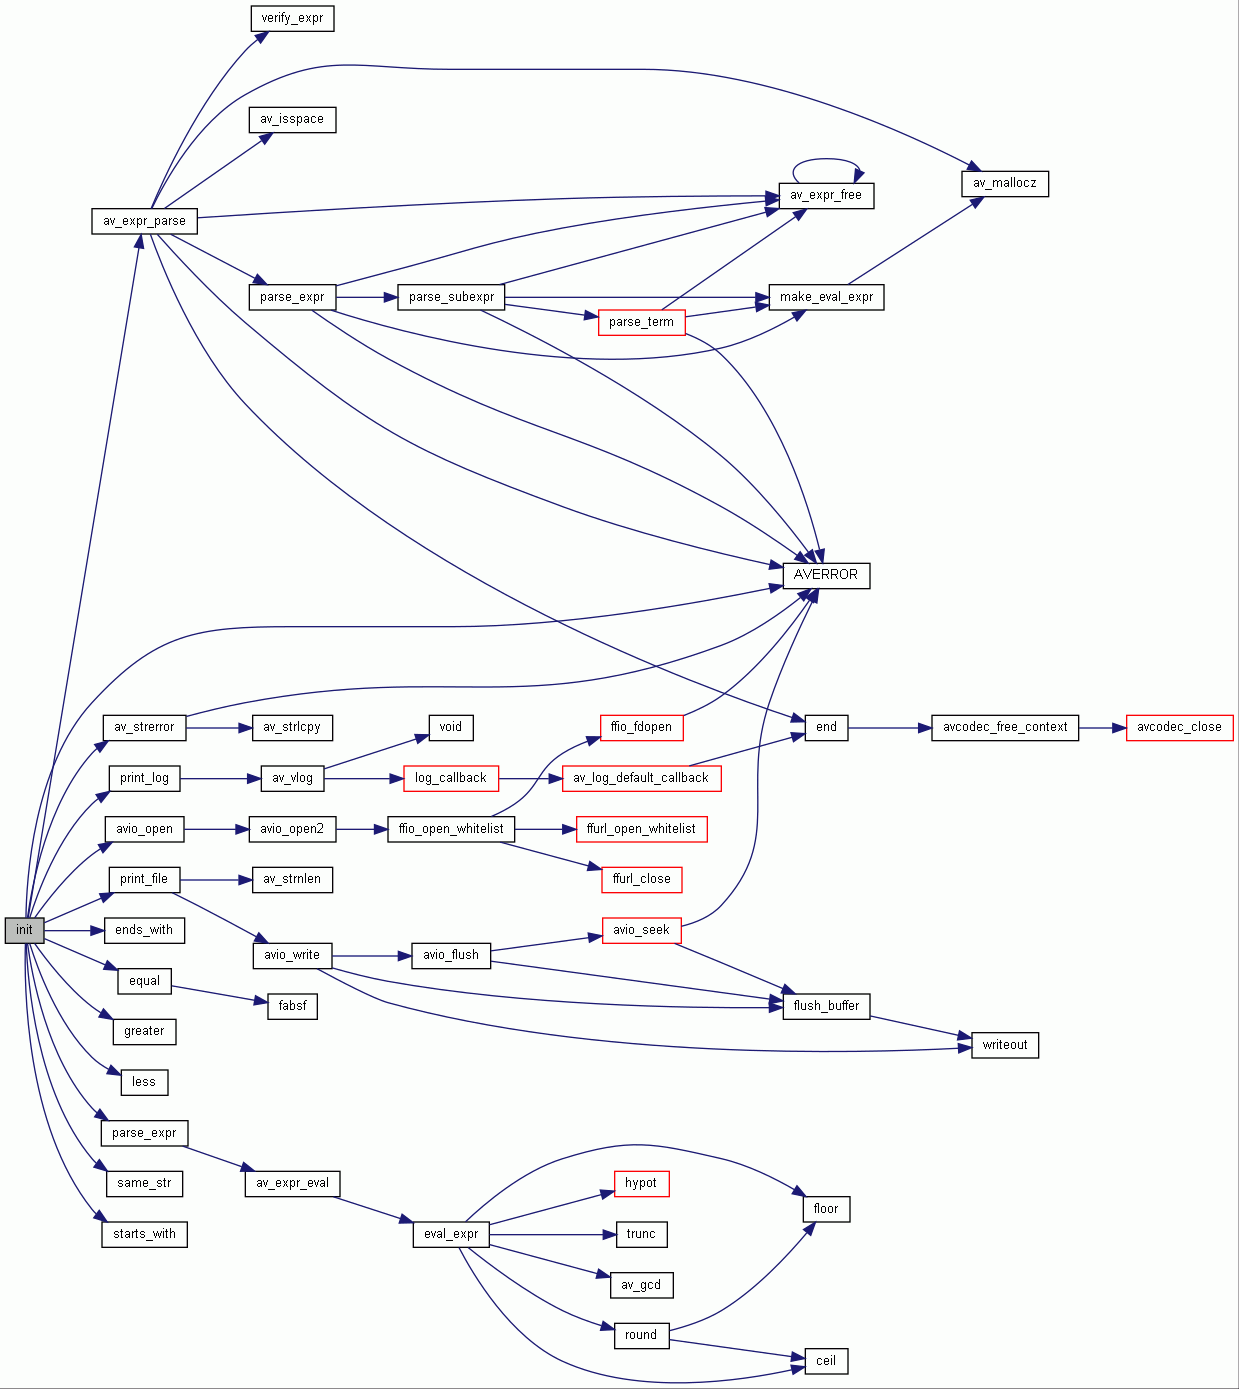 verify_expr
av_isspace
av_mallocz
av_expr_free
av_expr_parse
parse_expr
parse_subexpr
make_eval_expr
parse_term
AVERROR
av_strerror
av_strlcpy
void
ffio_fdopen
end
avcodec_free_context
avcodec_close
print_log
av_vlog
log_callback
av_log_default_callback
avio_open
avio_open2
ffio_open_whitelist
ffurl_open_whitelist
print_file
av_strnlen
ffurl_close
init
ends_with
avio_seek
avio_write
avio_flush
equal
fabsf
flush_buffer
greater
writeout
less
parse_expr
same_str
av_expr_eval
hypot
floor
starts_with
eval_expr
trunc
av_gcd
round
ceil